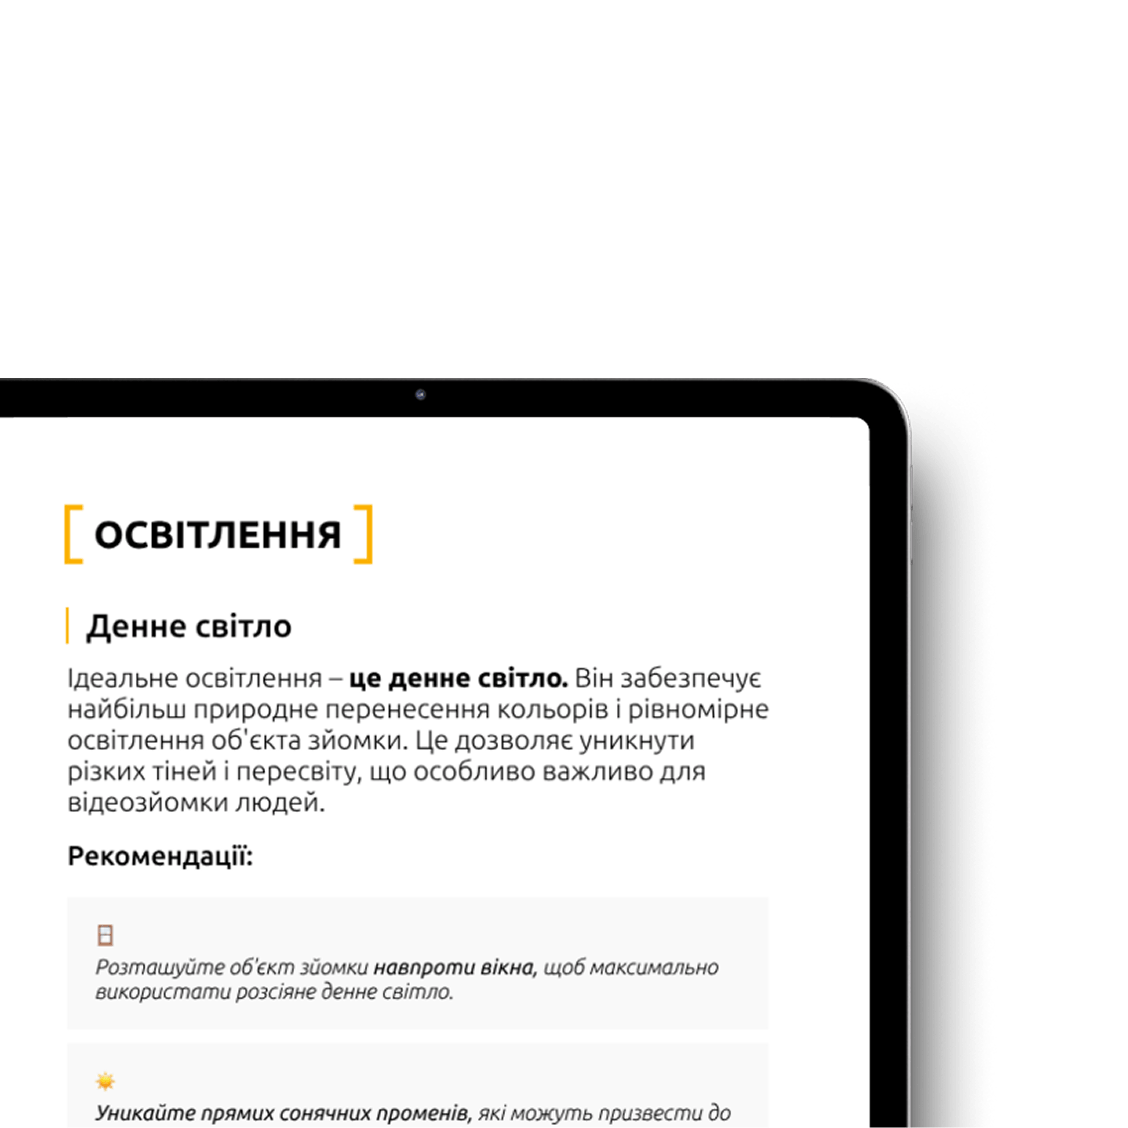 [ ОСВІТЛЕННЯ ]
Денне світло
Ідеальне освітлення – це денне світло. Він забезпечує
найбільш природне перенесення кольорів і рівномірне
освітлення об'єкта зйомки. Це дозволяє уникнути
різких тіней і пересвіту, що особливо важливо для
відеозйомки людей.
Рекомендації:
Розташуйте об'єкт зйомки навпроти вікна, щоб максимально
використати розсіяне денне світло.
Уникайте прямих сонячних променів, які можуть призвести до